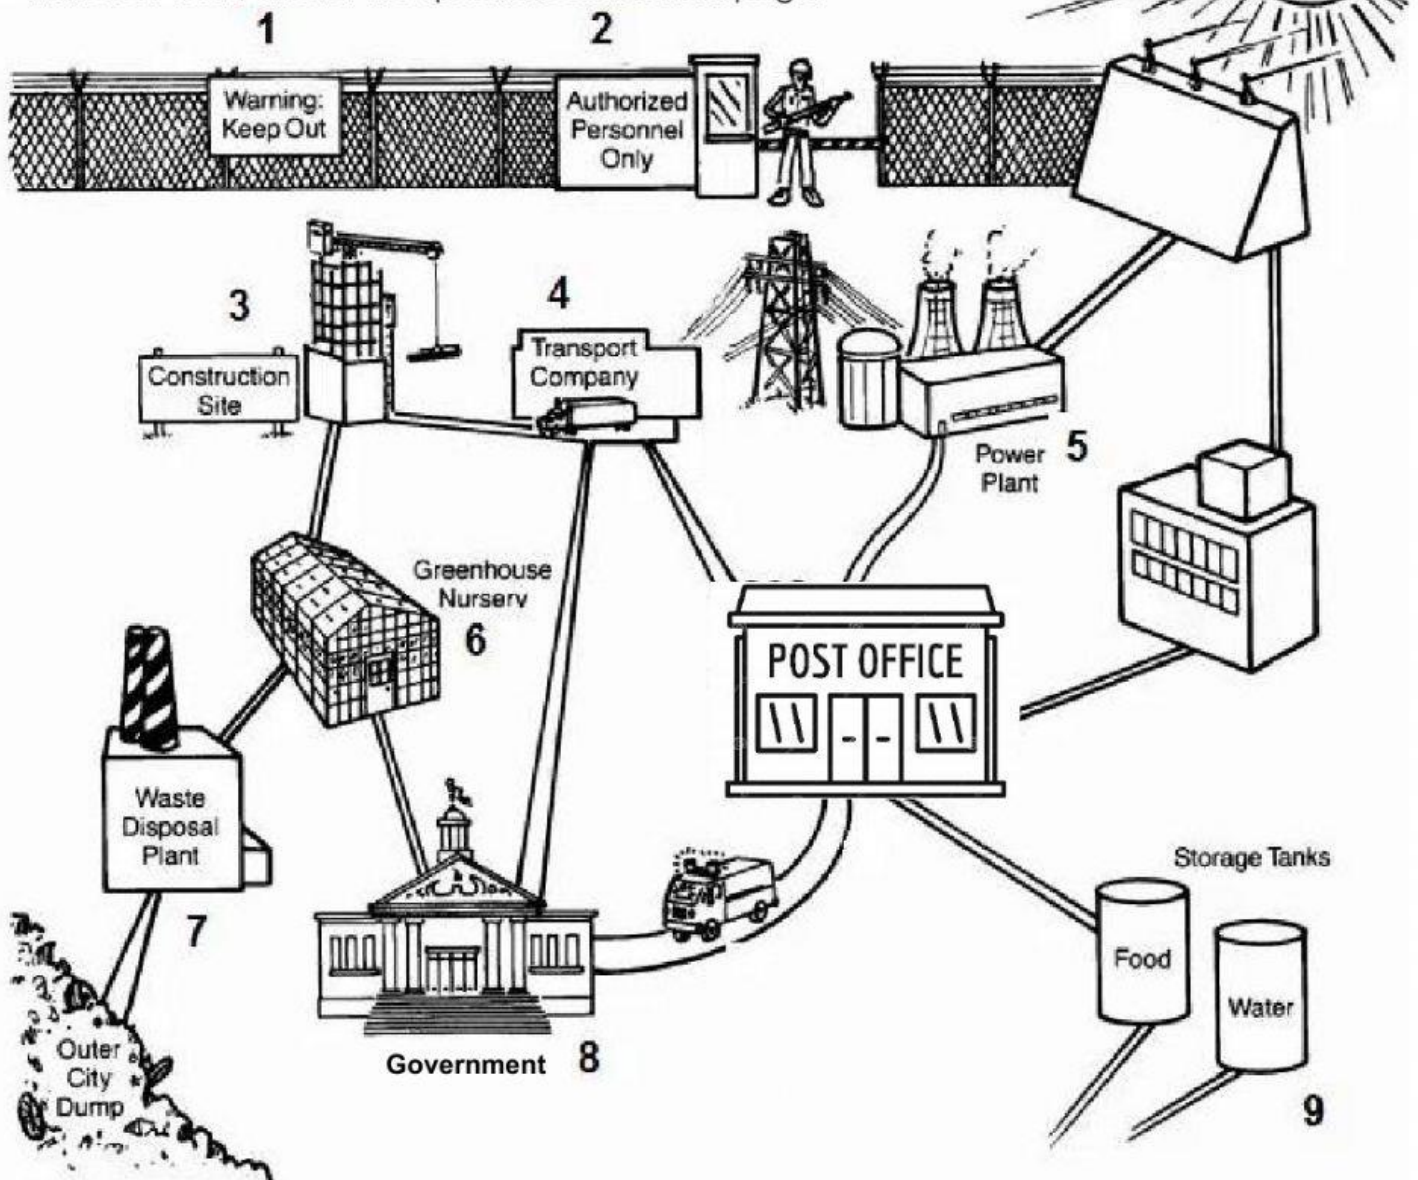 1
2
Warning:
Keep Out
Authorized
Personnel
Only
3
4
Construction
Site
Transport
Company
Power
Plant
5
Greenhouse
Nursery
6
POST OFFICE
Waste
Disposal
Plant
7
Storage Tanks
Food
Water
Outer
City
Dump
Government
8
9